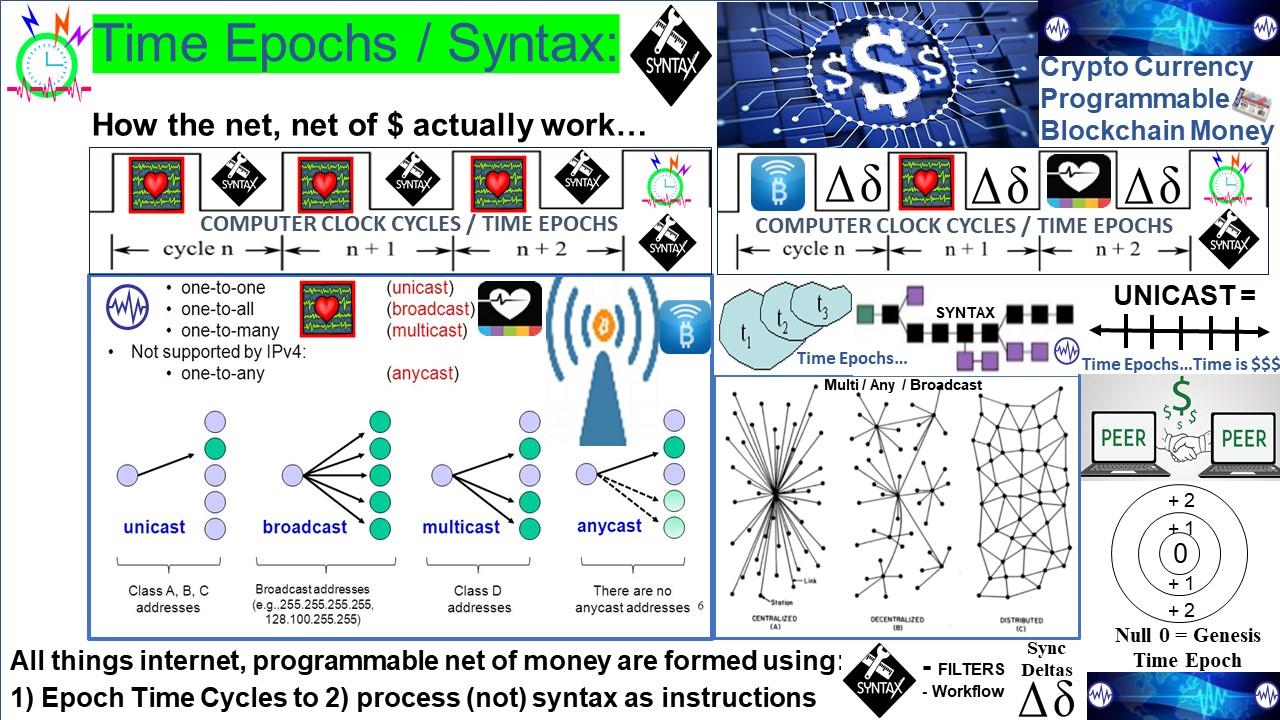 Time Epochs / Syntax:
SYNTAX
Crypto Currency
Programmable
Blockchain Money
How the net, net of $ actually work…
SYNTAX
SYNTAX
SYNTAX
COMPUTER CLOCK CYCLES / TIME EPOCHS
cycle n
n + 1
n + 2
SYNTAX
Δ δ
Δ δ
Δ δ
COMPUTER CLOCK CYCLES / TIME EPOCHS
cycle n
n + 1
n + 2
SYNTAX
• one-to-one (unicast)
• one-to-all (broadcast)
• one-to-many (multicast)
• Not supported by IPv4:
• one-to-any (anycast)
unicast
broadcast
multicast
anycast
Class A, B, C
addresses
Broadcast addresses
(e.g.,255.255.255.255,
128.100.255.255)
Class D
addresses
There are no
anycast addresses
6
t1
t2
t3
Time Epochs...
SYNTAX
UNICAST =
Time Epochs...Time is $$$
Multi / Any / Broadcast
Link
Station
CENTRALIZED
(A)
DECENTRALIZED
(B)
DISTRIBUTED
(C)
$
$ $
$
PEER
PEER
+ 2
+ 1
0
+ 1
+ 2
Null 0 = Genesis
Time Epoch
All things internet, programmable net of money are formed using:
1) Epoch Time Cycles to 2) process (not) syntax as instructions
SYNTAX
- FILTERS
- Workflow
Sync
Deltas
Δ δ